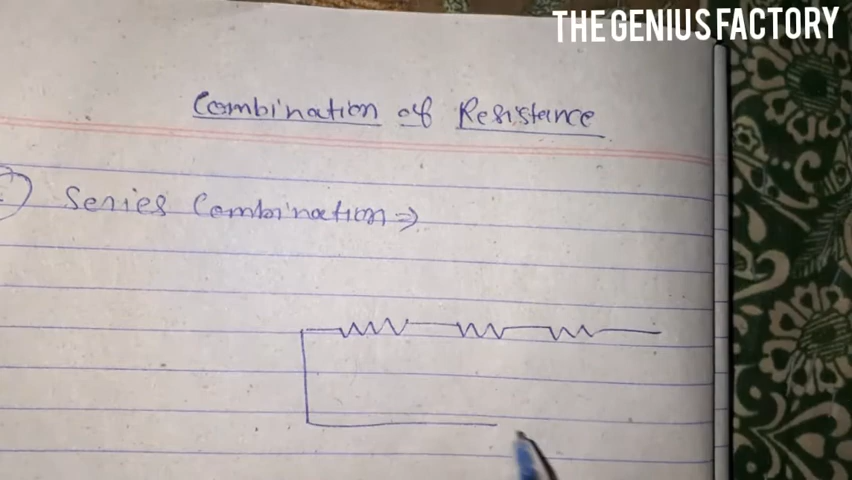 THE GENIUS FACTORY
Combination of Resistance
Series Combination ⇒